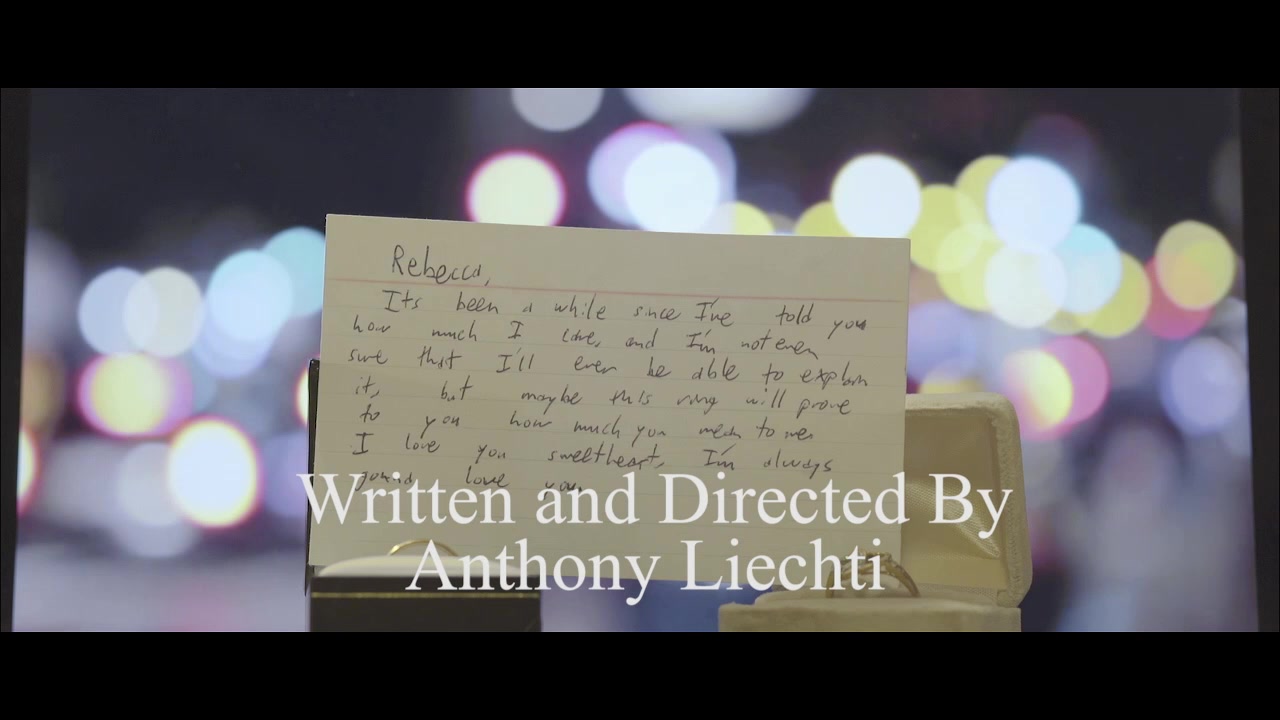 Rebecca,
Its been a while since I've told you
how much I love, and I'm not even
sure that I'll ever be able to explain
it, but maybe this ring will prove
to you how much you mean to me.
I love you sweetheart, I'm always
gonna love you.
Written and Directed By
Anthony Liechti